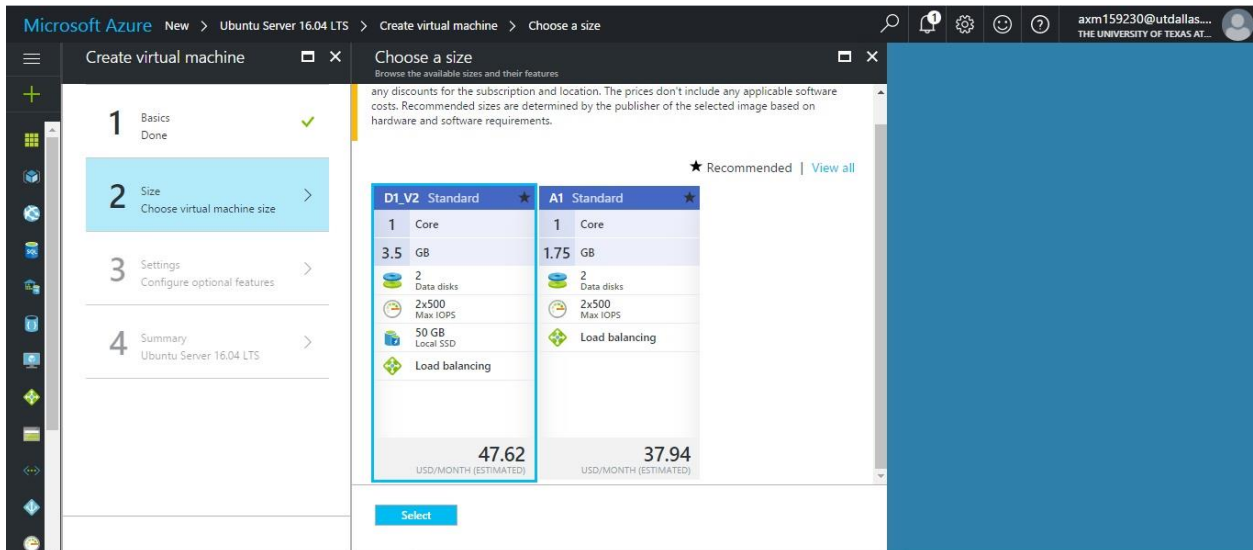 Microsoft Azure New > Ubuntu Server 16.04 LTS > Create virtual machine > Choose a size
1
axm159230@utdallas....
THE UNIVERSITY OF TEXAS AT...
Create virtual machine
1
Basics
Done
2
Size
Choose virtual machine size
3
Settings
Configure optional features
4
Summary
Ubuntu Server 16.04 LTS
SQL
Choose a size
Browse the available sizes and their features
any discounts for the subscription and location. The prices don't include any applicable software
costs. Recommended sizes are determined by the publisher of the selected image based on
hardware and software requirements.
★ Recommended | View all
D1_V2 Standard ★
1 Core
3.5 GB
2
Data disks
2x500
Max IOPS
50 GB
Local SSD
Load balancing
47.62
USD/MONTH (ESTIMATED)
A1 Standard ★
1 Core
1.75 GB
2
Data disks
2x500
Max IOPS
Load balancing
37.94
USD/MONTH (ESTIMATED)
Select